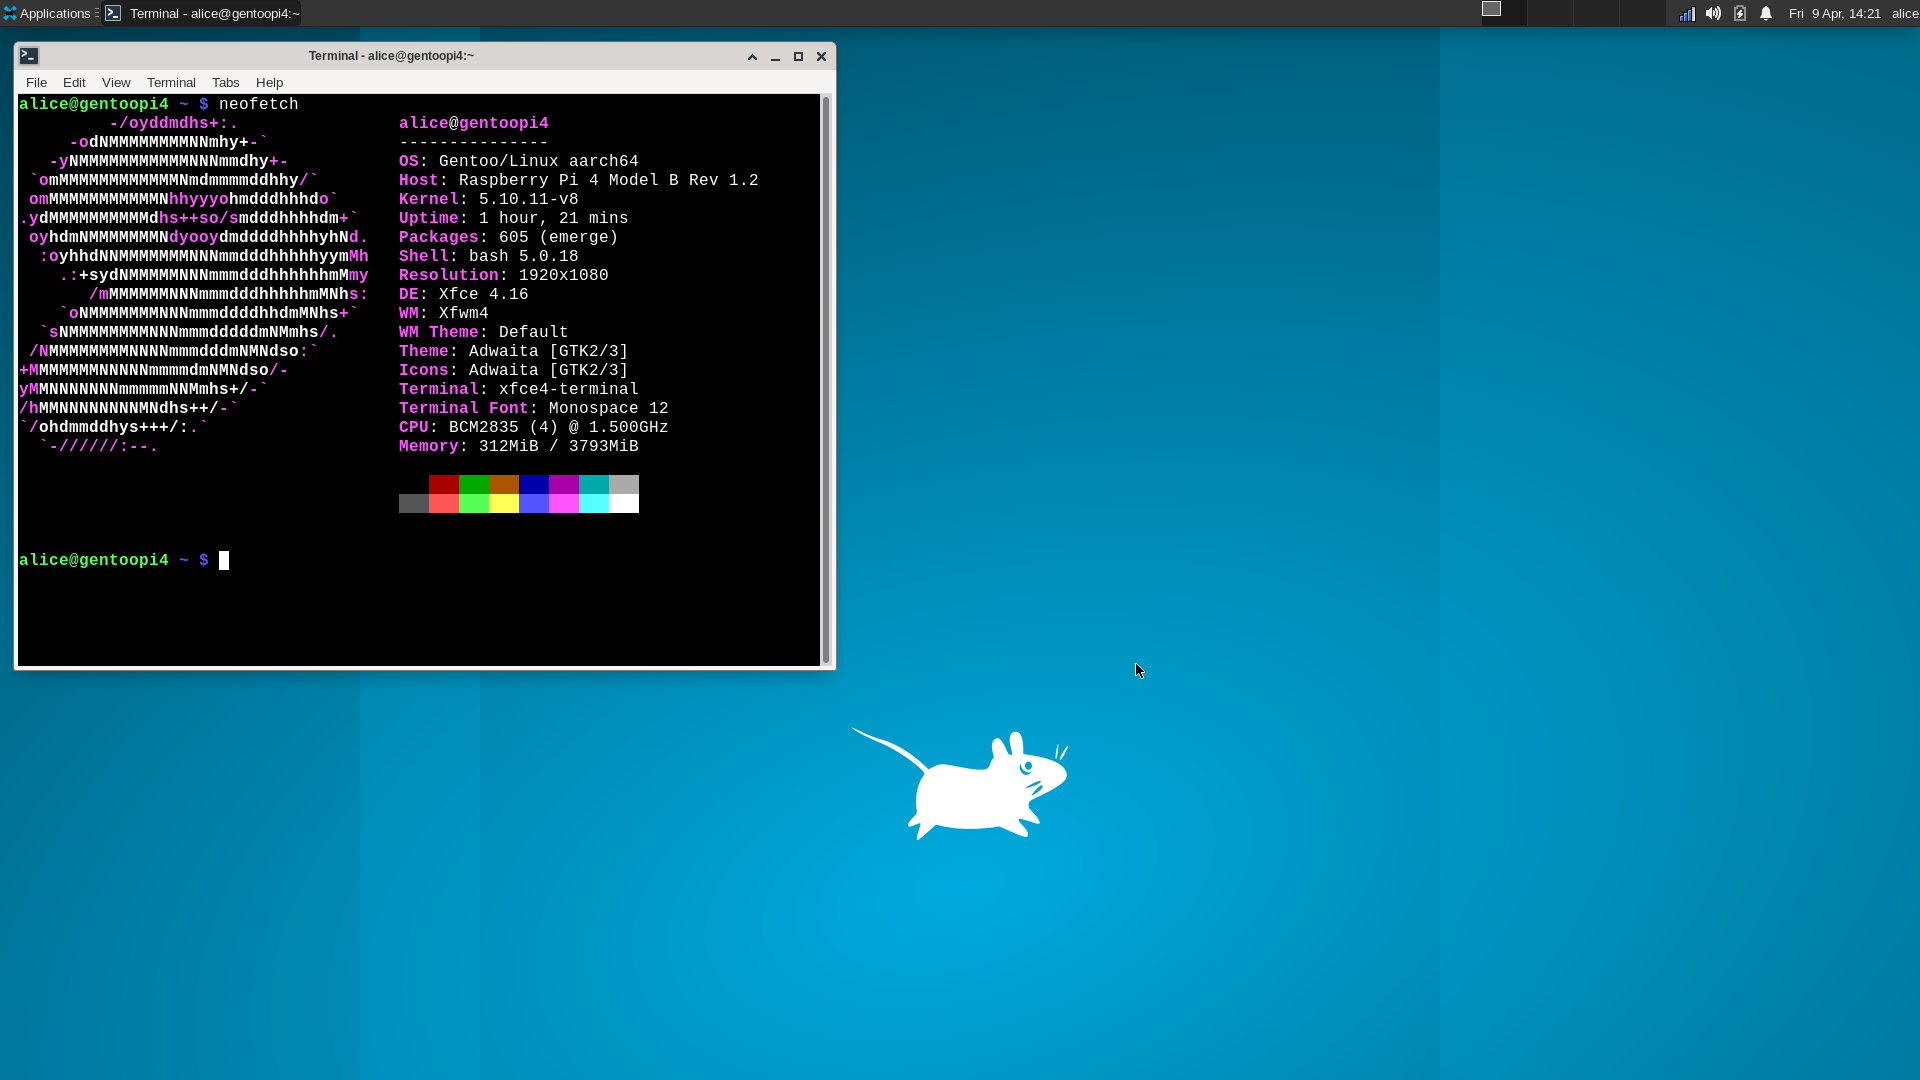 Applications
Terminal - alice@gentoopi4:~
Fri 9 Apr, 14:21
alice
Terminal - alice@gentoopi4:~
File Edit View Terminal Tabs Help
alice@gentoopi4 ~ $ neofetch
         -/oyddmdhs+:.                alice@gentoopi4
     -odNMMMMMMMMNNmhy+-`             ---------------
   -yNMMMMMMMMMMMNNNmmdhy+-           OS: Gentoo/Linux aarch64
 `omMMMMMMMMMMMMNmdmmmmddhhy/`        Host: Raspberry Pi 4 Model B Rev 1.2
 omMMMMMMMMMMMNhhyyyohmdddhhhdo`      Kernel: 5.10.11-v8
.ydMMMMMMMMMMdhs++so/smdddhhhhdm+`    Uptime: 1 hour, 21 mins
 oyhdmNMMMMMMMNdyooydmddddhhhhyhNd.   Packages: 605 (emerge)
  :oyhhdNNMMMMMMMNNNmmdddhhhhhyymMh   Shell: bash 5.0.18
    .:+sydNMMMMMNNNmmmdddhhhhhhmMmy   Resolution: 1920x1080
       /mMMMMMMNNNmmmdddhhhhhmMNhs:   DE: Xfce 4.16
    `oNMMMMMMMNNNmmmddddhhdmMNhs+`    WM: Xfwm4
  `sNMMMMMMMMNNNmmmdddddmNMmhs/.      WM Theme: Default
 /NMMMMMMMMNNNNmmmdddmNMNdso:`        Theme: Adwaita [GTK2/3]
+MMMMMMMNNNNNmmmmdmNMNdso/-           Icons: Adwaita [GTK2/3]
yMMNNNNNNNmmmmmNNMmhs+/-`             Terminal: xfce4-terminal
/hMMNNNNNNNNMNdhs++/-`                Terminal Font: Monospace 12
`/ohdmmddhys+++/:.`                   CPU: BCM2835 (4) @ 1.500GHz
  `-//////:--.                        Memory: 312MiB / 3793MiB
alice@gentoopi4 ~ $